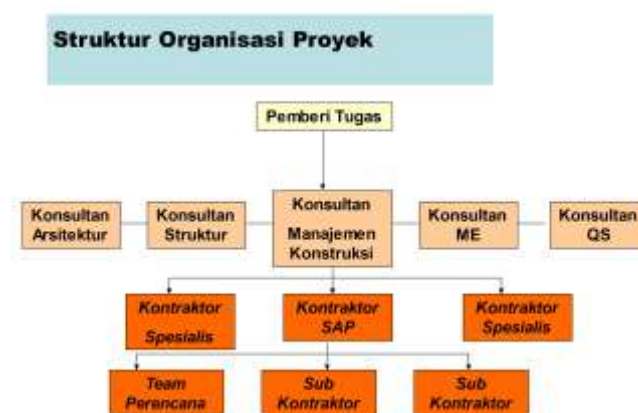 Struktur Organisasi Proyek
Pemberi Tugas
Konsultan
Arsitektur
Konsultan
Struktur
Konsultan
Manajemen
Konstruksi
Konsultan
ME
Konsultan
QS
Kontraktor
Spesialis
Kontraktor
SAP
Kontraktor
Spesialis
Team
Perencana
Sub
Kontraktor
Sub
Kontraktor